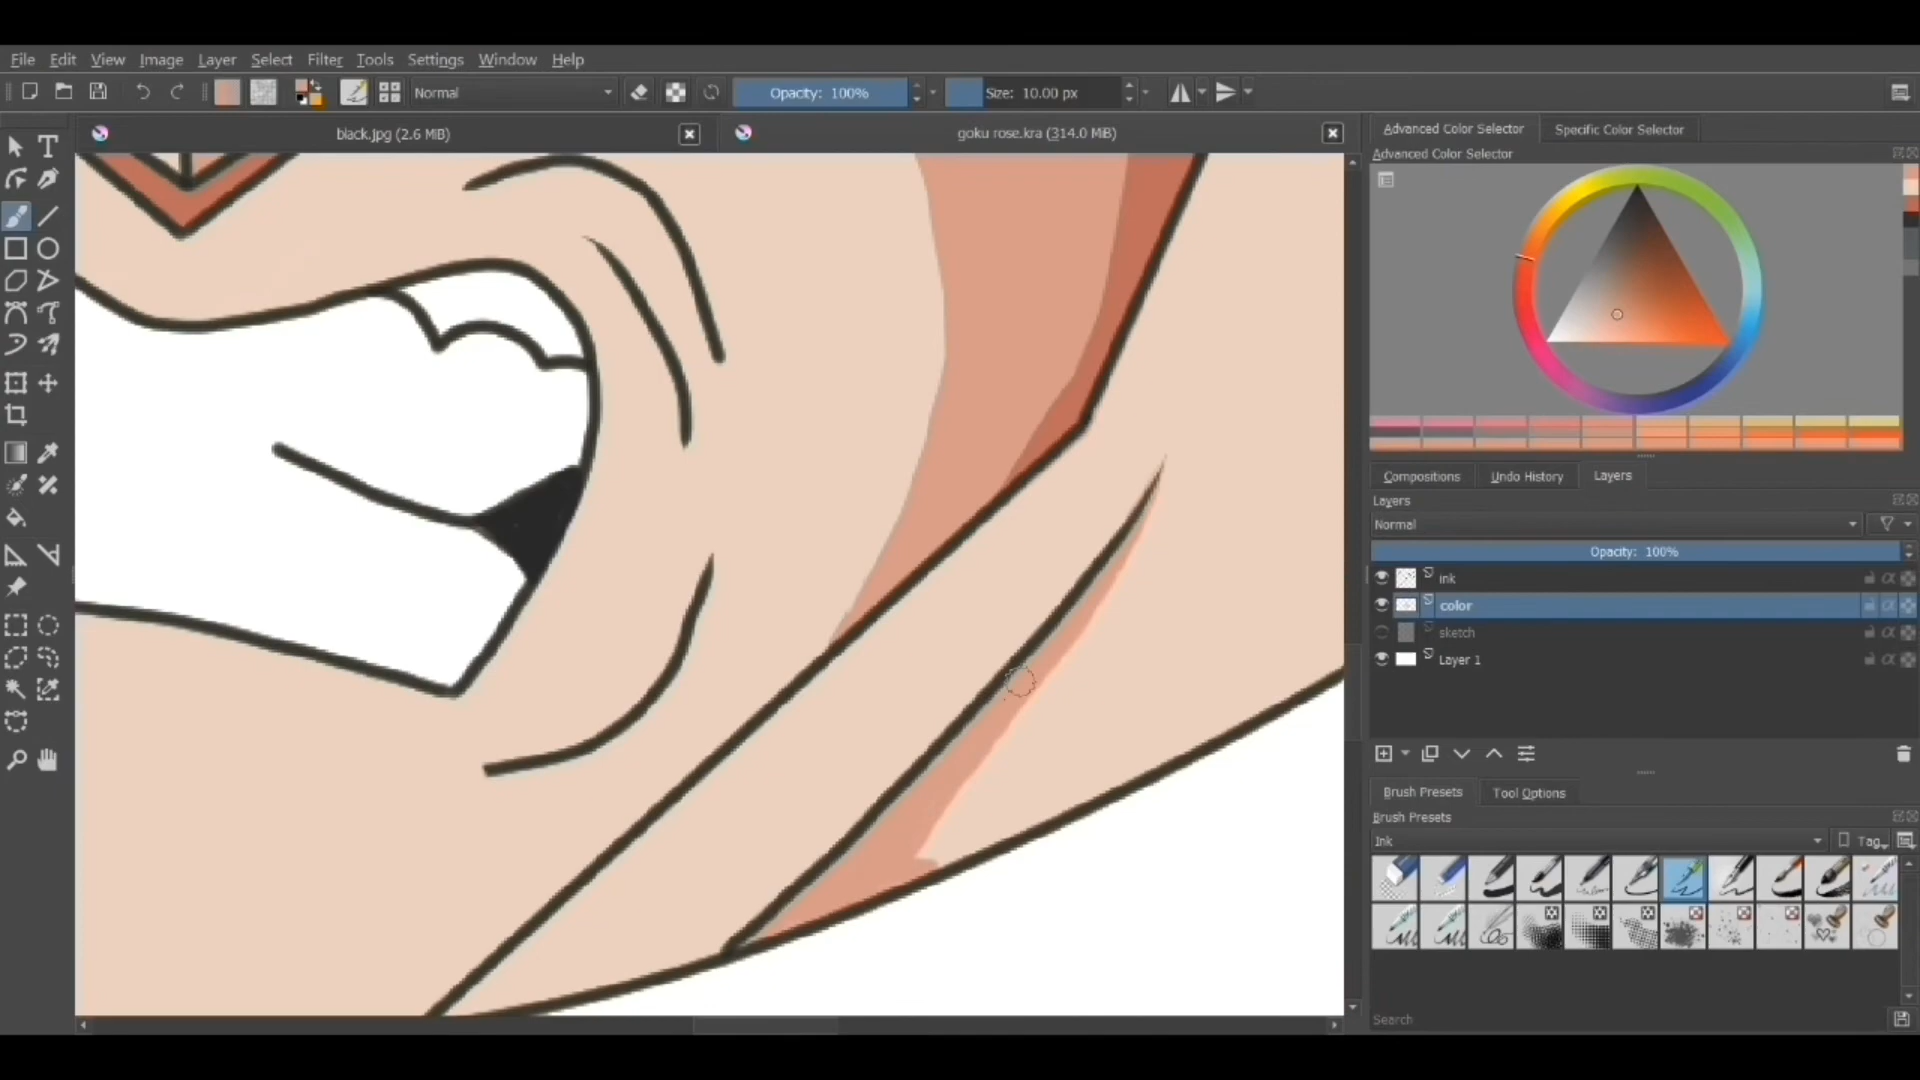 File Edit View Image Layer Select Filter Tools Settings Window Help
Normal Opacity: 100% Size: 10.00 px
black.jpg (2.6 MiB) goku rose.kra (314.0 MiB)
Advanced Color Selector Specific Color Selector
Advanced Color Selector
Compositions Undo History Layers
Layers
Normal
Opacity: 100%
ink
color
sketch
Layer 1
Brush Presets Tool Options
Brush Presets
Ink Tag
Search